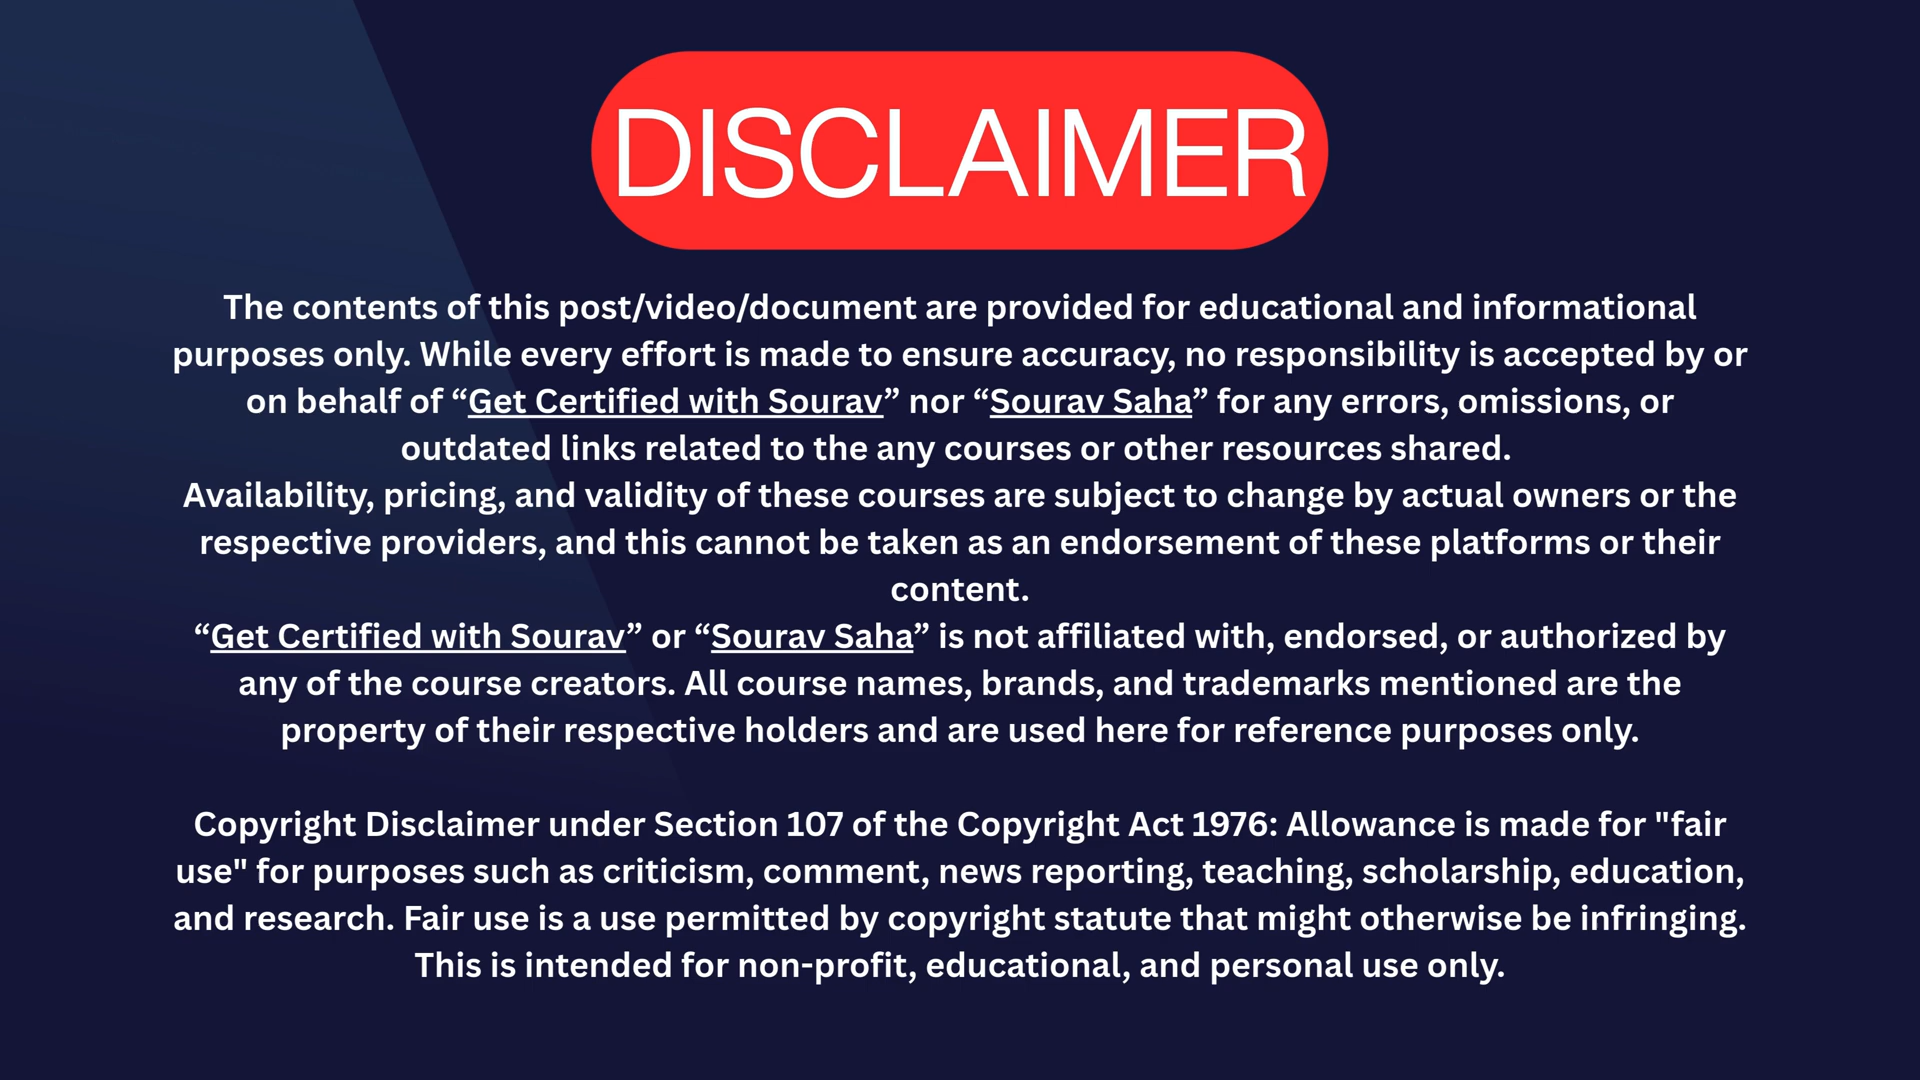 DISCLAIMER
The contents of this post/video/document are provided for educational and informational
purposes only. While every effort is made to ensure accuracy, no responsibility is accepted by or
on behalf of “Get Certified with Sourav” nor “Sourav Saha” for any errors, omissions, or
outdated links related to the any courses or other resources shared.
Availability, pricing, and validity of these courses are subject to change by actual owners or the
respective providers, and this cannot be taken as an endorsement of these platforms or their
content.
“Get Certified with Sourav” or “Sourav Saha” is not affiliated with, endorsed, or authorized by
any of the course creators. All course names, brands, and trademarks mentioned are the
property of their respective holders and are used here for reference purposes only.
Copyright Disclaimer under Section 107 of the Copyright Act 1976: Allowance is made for "fair
use" for purposes such as criticism, comment, news reporting, teaching, scholarship, education,
and research. Fair use is a use permitted by copyright statute that might otherwise be infringing.
This is intended for non-profit, educational, and personal use only.